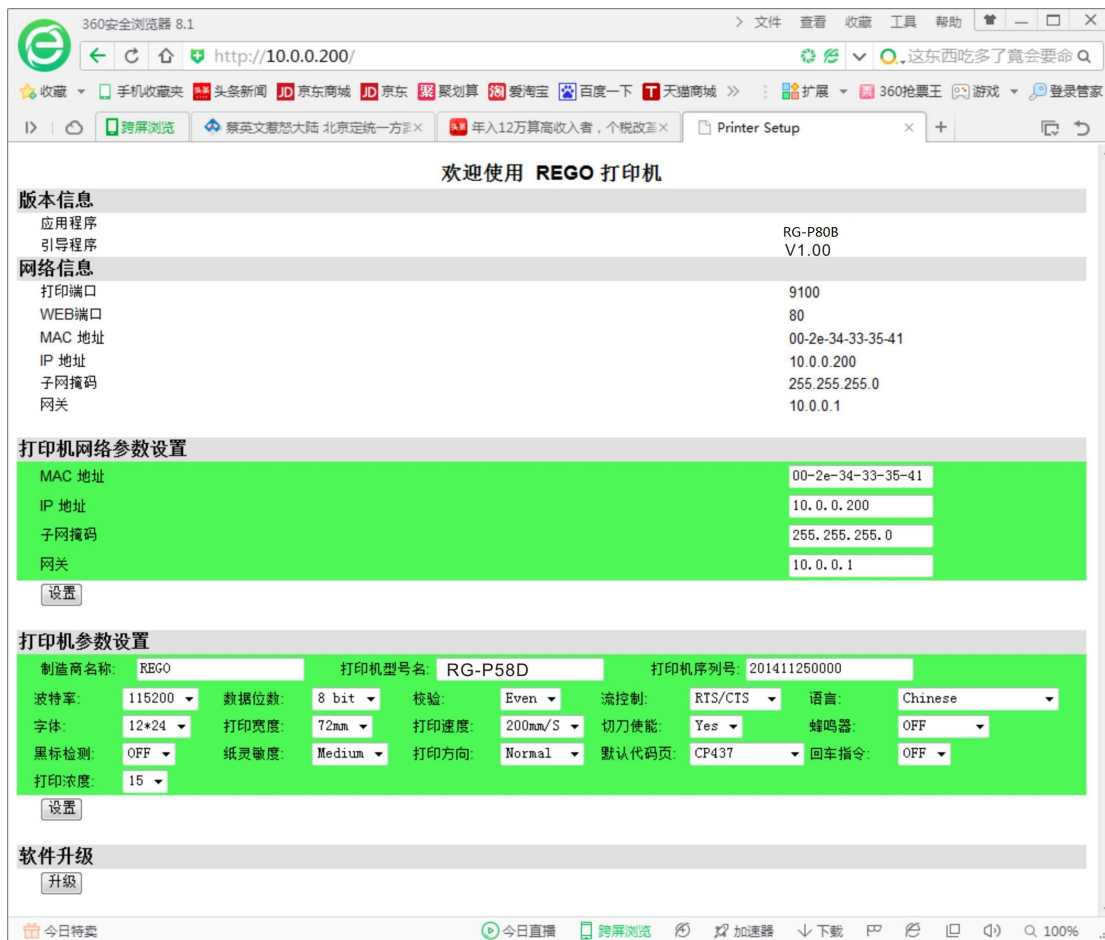 360安全浏览器 8.1 文件 查看 收藏 工具 帮助
http://10.0.0.200/ 这东西吃多了竟会要命
收藏 手机收藏夹 头条新闻 JD 京东商城 JD 京东 聚 聚划算 淘 爱淘宝 百度一下 T 天猫商城 扩展 360抢票王 游戏 登录管家
跨屏浏览 蔡英文惹怒大陆 北京定统一方 年入12万算高收入者，个税改革 Printer Setup
欢迎使用 REGO 打印机
版本信息
应用程序 RG-P80B
引导程序 V1.00
网络信息
打印端口 9100
WEB端口 80
MAC 地址 00-2e-34-33-35-41
IP 地址 10.0.0.200
子网掩码 255.255.255.0
网关 10.0.0.1
打印机网络参数设置
MAC 地址 00-2e-34-33-35-41
IP 地址 10.0.0.200
子网掩码 255.255.255.0
网关 10.0.0.1
设置
打印机参数设置
制造商名称: REGO 打印机型号名: RG-P58D 打印机序列号: 201411250000
波特率: 115200 数据位数: 8 bit 校验: Even 流控制: RTS/CTS 语言: Chinese
字体: 12*24 打印宽度: 72mm 打印速度: 200mm/S 切刀使能: Yes 蜂鸣器: OFF
黑标检测: OFF 纸灵敏度: Medium 打印方向: Normal 默认代码页: CP437 回车指令: OFF
打印浓度: 15
设置
软件升级
升级
今日特卖 今日直播 跨屏浏览 加速器 下载 100%